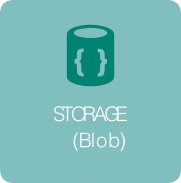 { }
STORAGE
(Blob)